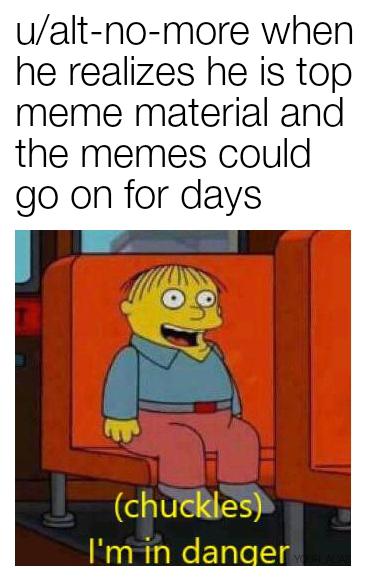 u/alt-no-more when
he realizes he is top
meme material and
the memes could
go on for days
(chuckles)
I'm in danger